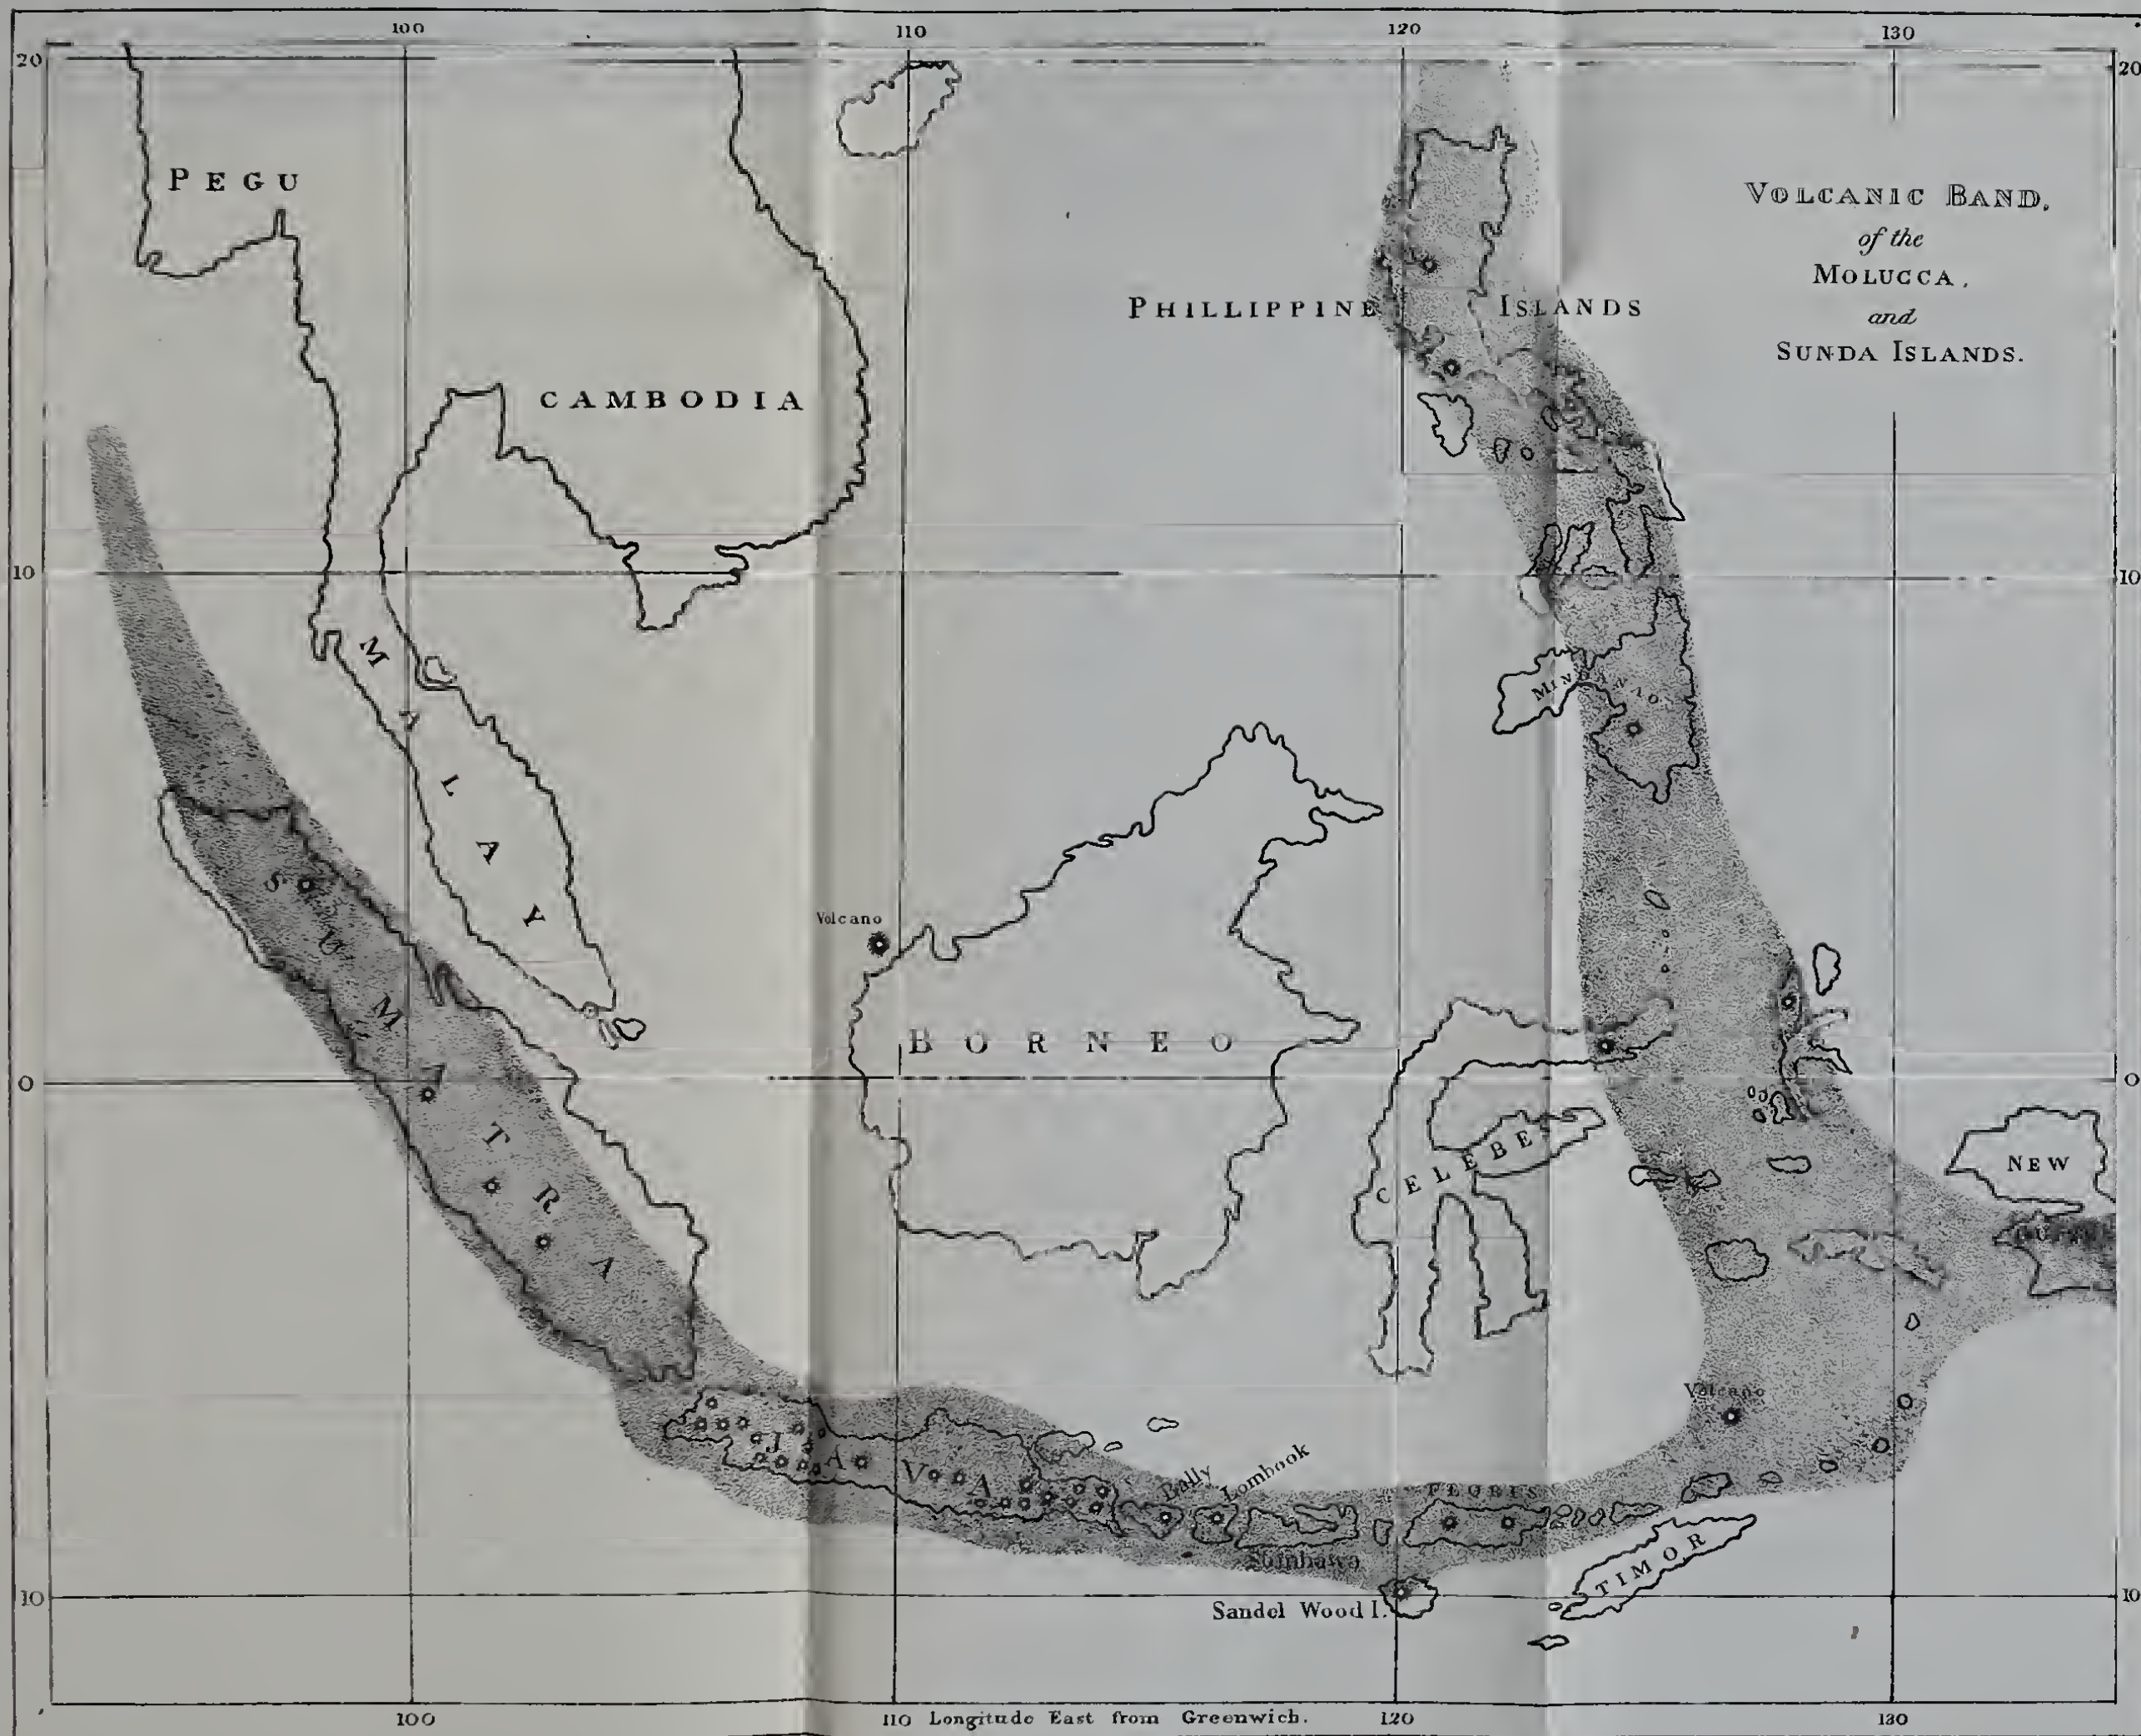 100 110 120 130
20 20
PEGU
VOLCANIC BAND,
of the
MOLUCCA,
and
SUNDA ISLANDS.
PHILLIPPINE ISLANDS
CAMBODIA
10 10
MALAY
MINDANAO
SUMATRA
Volcano
BORNEO
0 0
CELEBES
NEW
Volcano
JAVA
Bally
Lombook
FLORIS
Sumbawa
TIMOR
Sandel Wood I.
10 10
100 110 Longitude East from Greenwich. 120 130